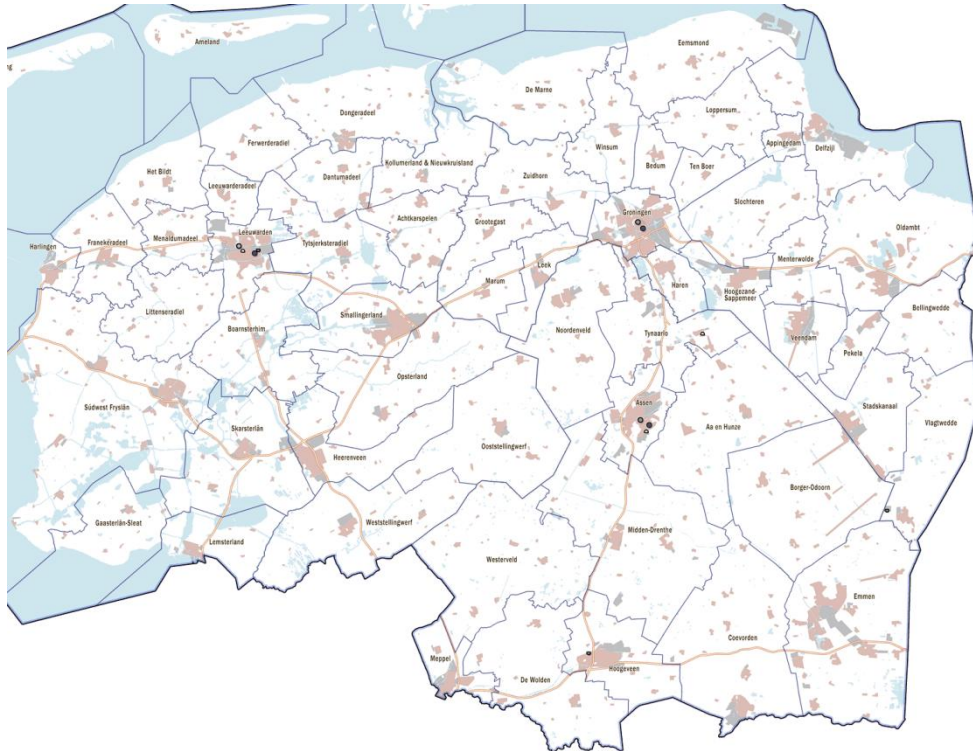 Ameland
Eemsmond
De Marne
Loppersum
Dongeradeel
Appingedam
Delfzijl
Ferwerderadiel
Winsum
Kollumerland & Nieuwkruisland
Bedum
Ten Boer
Het Bildt
Dantumadeel
Zuidhorn
Leeuwarderadeel
Slochteren
Achtkarspelen
Grootegast
Groningen
Oldambt
Menaldumadeel
Leeuwarden
Harlingen
Franekeradeel
Tytsjerksteradiel
Menterwolde
Leek
Marum
Haren
Hoogezand-
Sappemeer
Bellingwedde
Littenseradiel
Smallingerland
Boarnsterhim
Noordenveld
Tynaarlo
Veendam
Pekela
Opsterland
Súdwest Fryslân
Assen
Stadskanaal
Skarsterlân
Aa en Hunze
Vlagtwedde
Ooststellingwerf
Heerenveen
Borger-Odoorn
Gaasterlân-Sleat
Weststellingwerf
Midden-Drenthe
Lemsterland
Westerveld
Emmen
Coevorden
Meppel
De Wolden
Hoogeveen